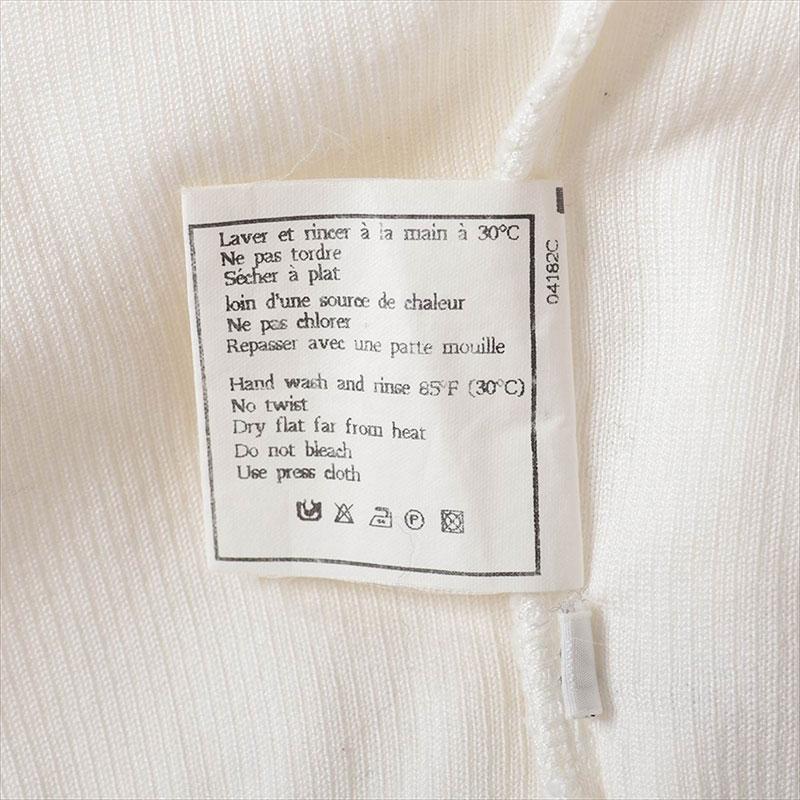 Laver et rincer à la main à 30°C
Ne pas tordre
Sécher à plat
loin d'une source de chaleur
Ne pas chlorer
Repasser avec une parte mouille
Hand wash and rinse 85°F (30°C)
No twist
Dry flat far from heat
Do not bleach
Use press cloth
P
04182C